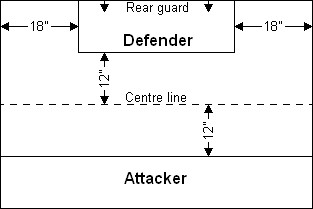 Rear guard
18" 18"
Defender
12"
Centre line
12"
Attacker